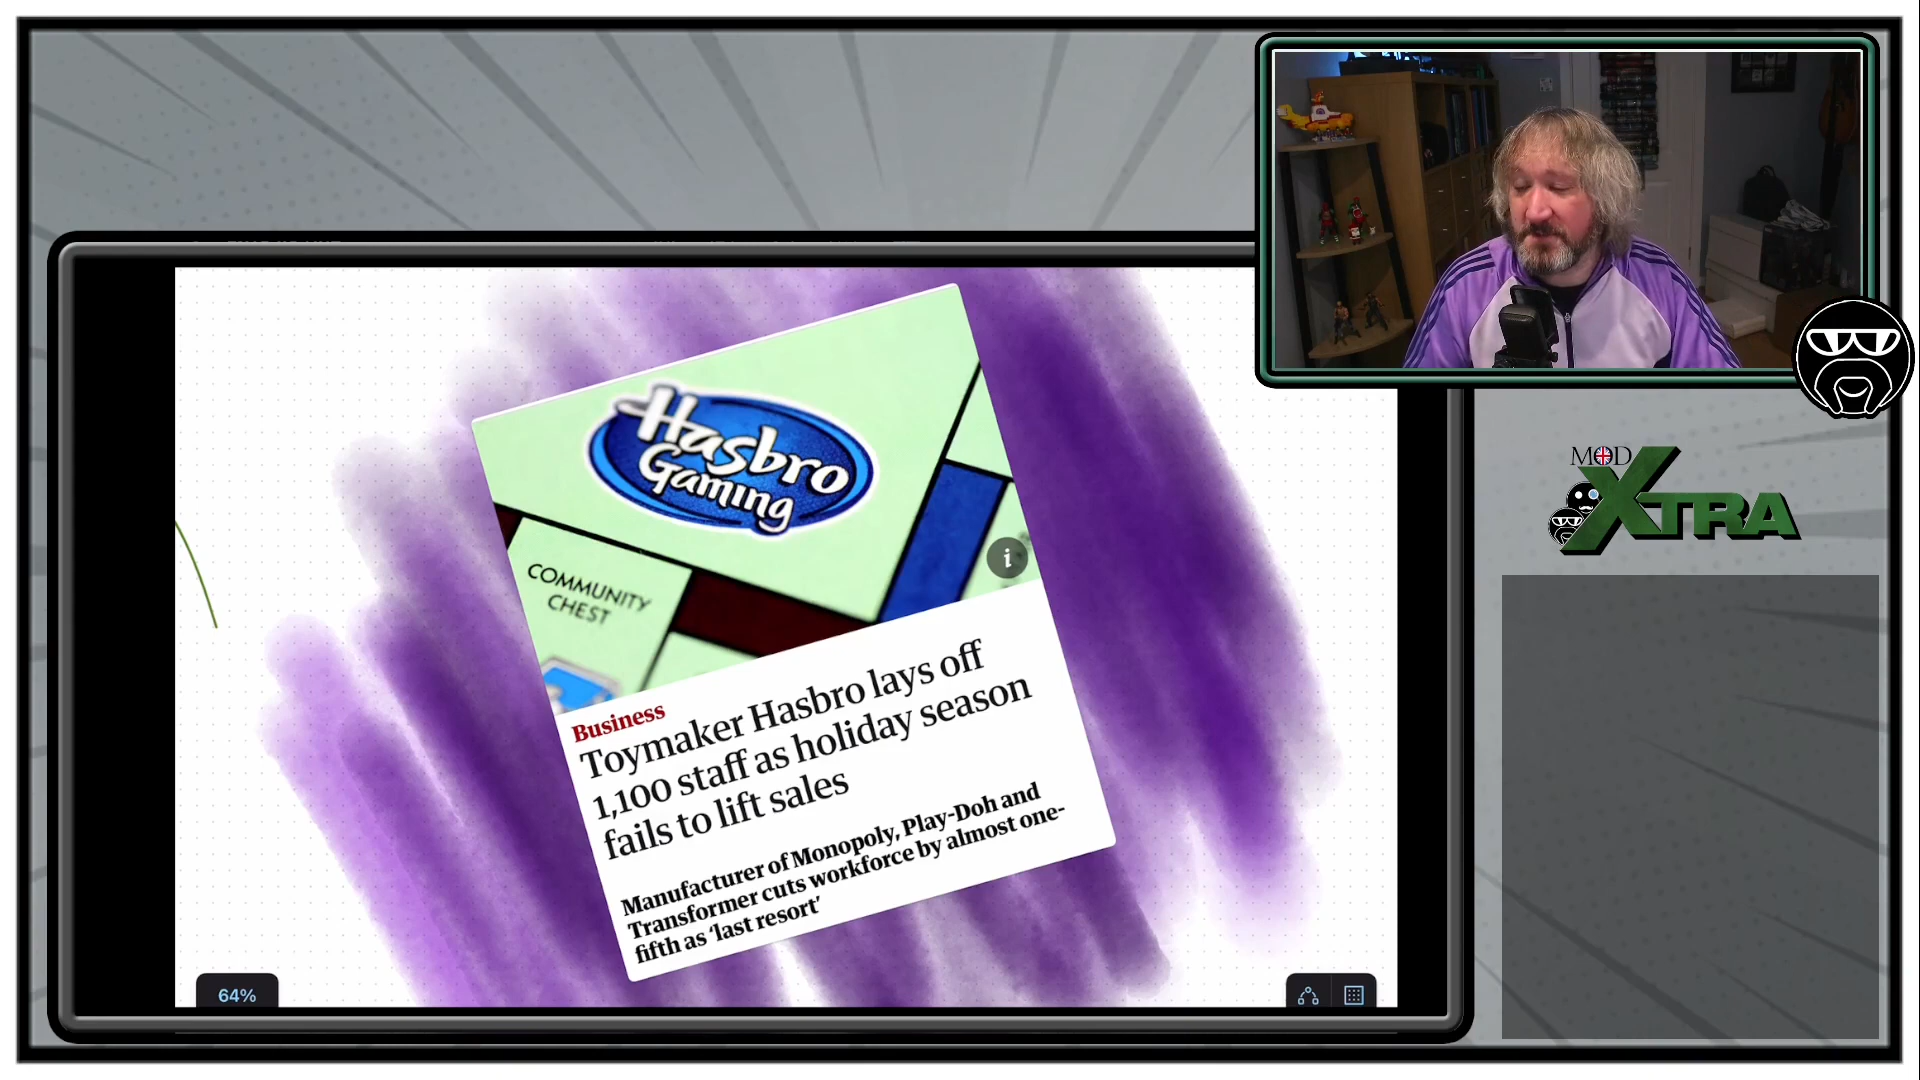 Hasbro
Gaming
COMMUNITY
CHEST
i
Business
Toymaker Hasbro lays off
1,100 staff as holiday season
fails to lift sales
Manufacturer of Monopoly, Play-Doh and
Transformer cuts workforce by almost one-
fifth as ‘last resort’
64%
MOD
XTRA